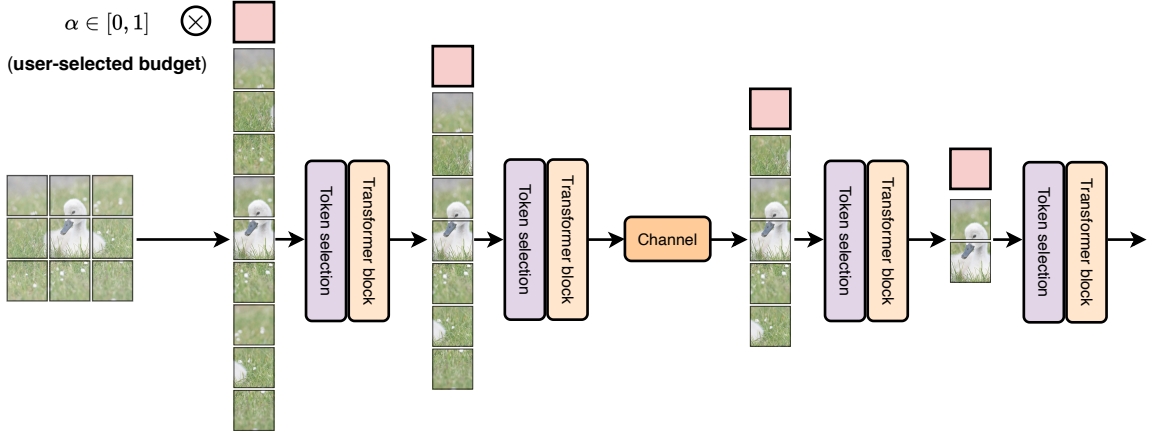 α ∈ [0, 1]
(user-selected budget)
Token selection
Transformer block
Token selection
Transformer block
Channel
Token selection
Transformer block
Token selection
Transformer block